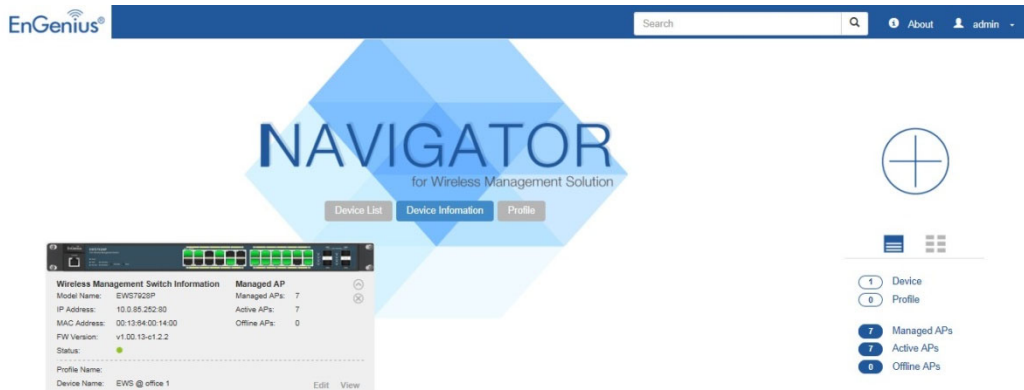 EnGenius®
Search
About
admin
NAVIGATOR
for Wireless Management Solution
Device List Device Infomation Profile
EnGenius
Wireless Management Switch Information Managed AP
Model Name: EWS7928P Managed APs: 7
IP Address: 10.0.85.252:80 Active APs: 7
MAC Address: 00:13:64:00:14:00 Offline APs: 0
FW Version: v1.00.13-c1.2.2
Status:
Profile Name:
Device Name: EWS @ office 1 Edit View
1 Device
0 Profile
7 Managed APs
7 Active APs
0 Offline APs